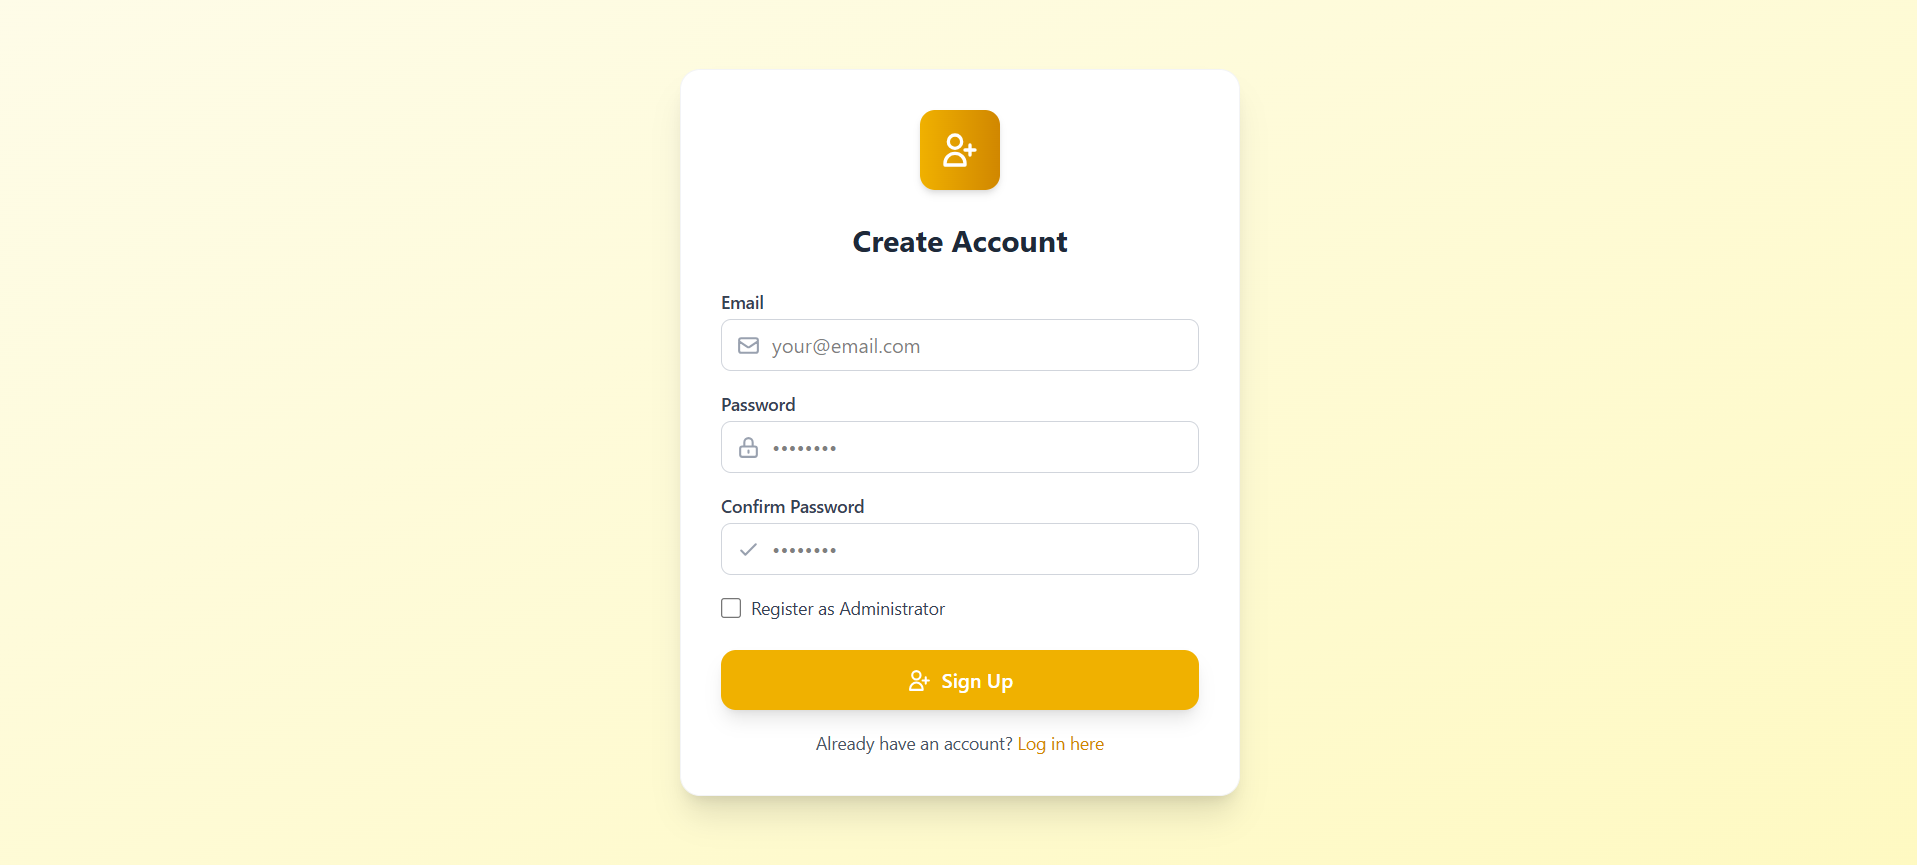 Create Account
Email
your@email.com
Password
••••••••
Confirm Password
••••••••
Register as Administrator
Sign Up
Already have an account? Log in here